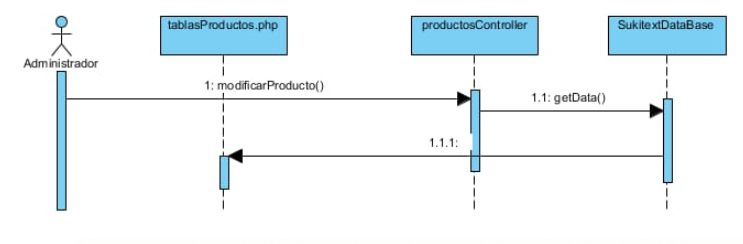 tablasProductos.php
productosController
SukitextDataBase
Administrador
1: modificarProducto()
1.1: getData()
1.1.1: